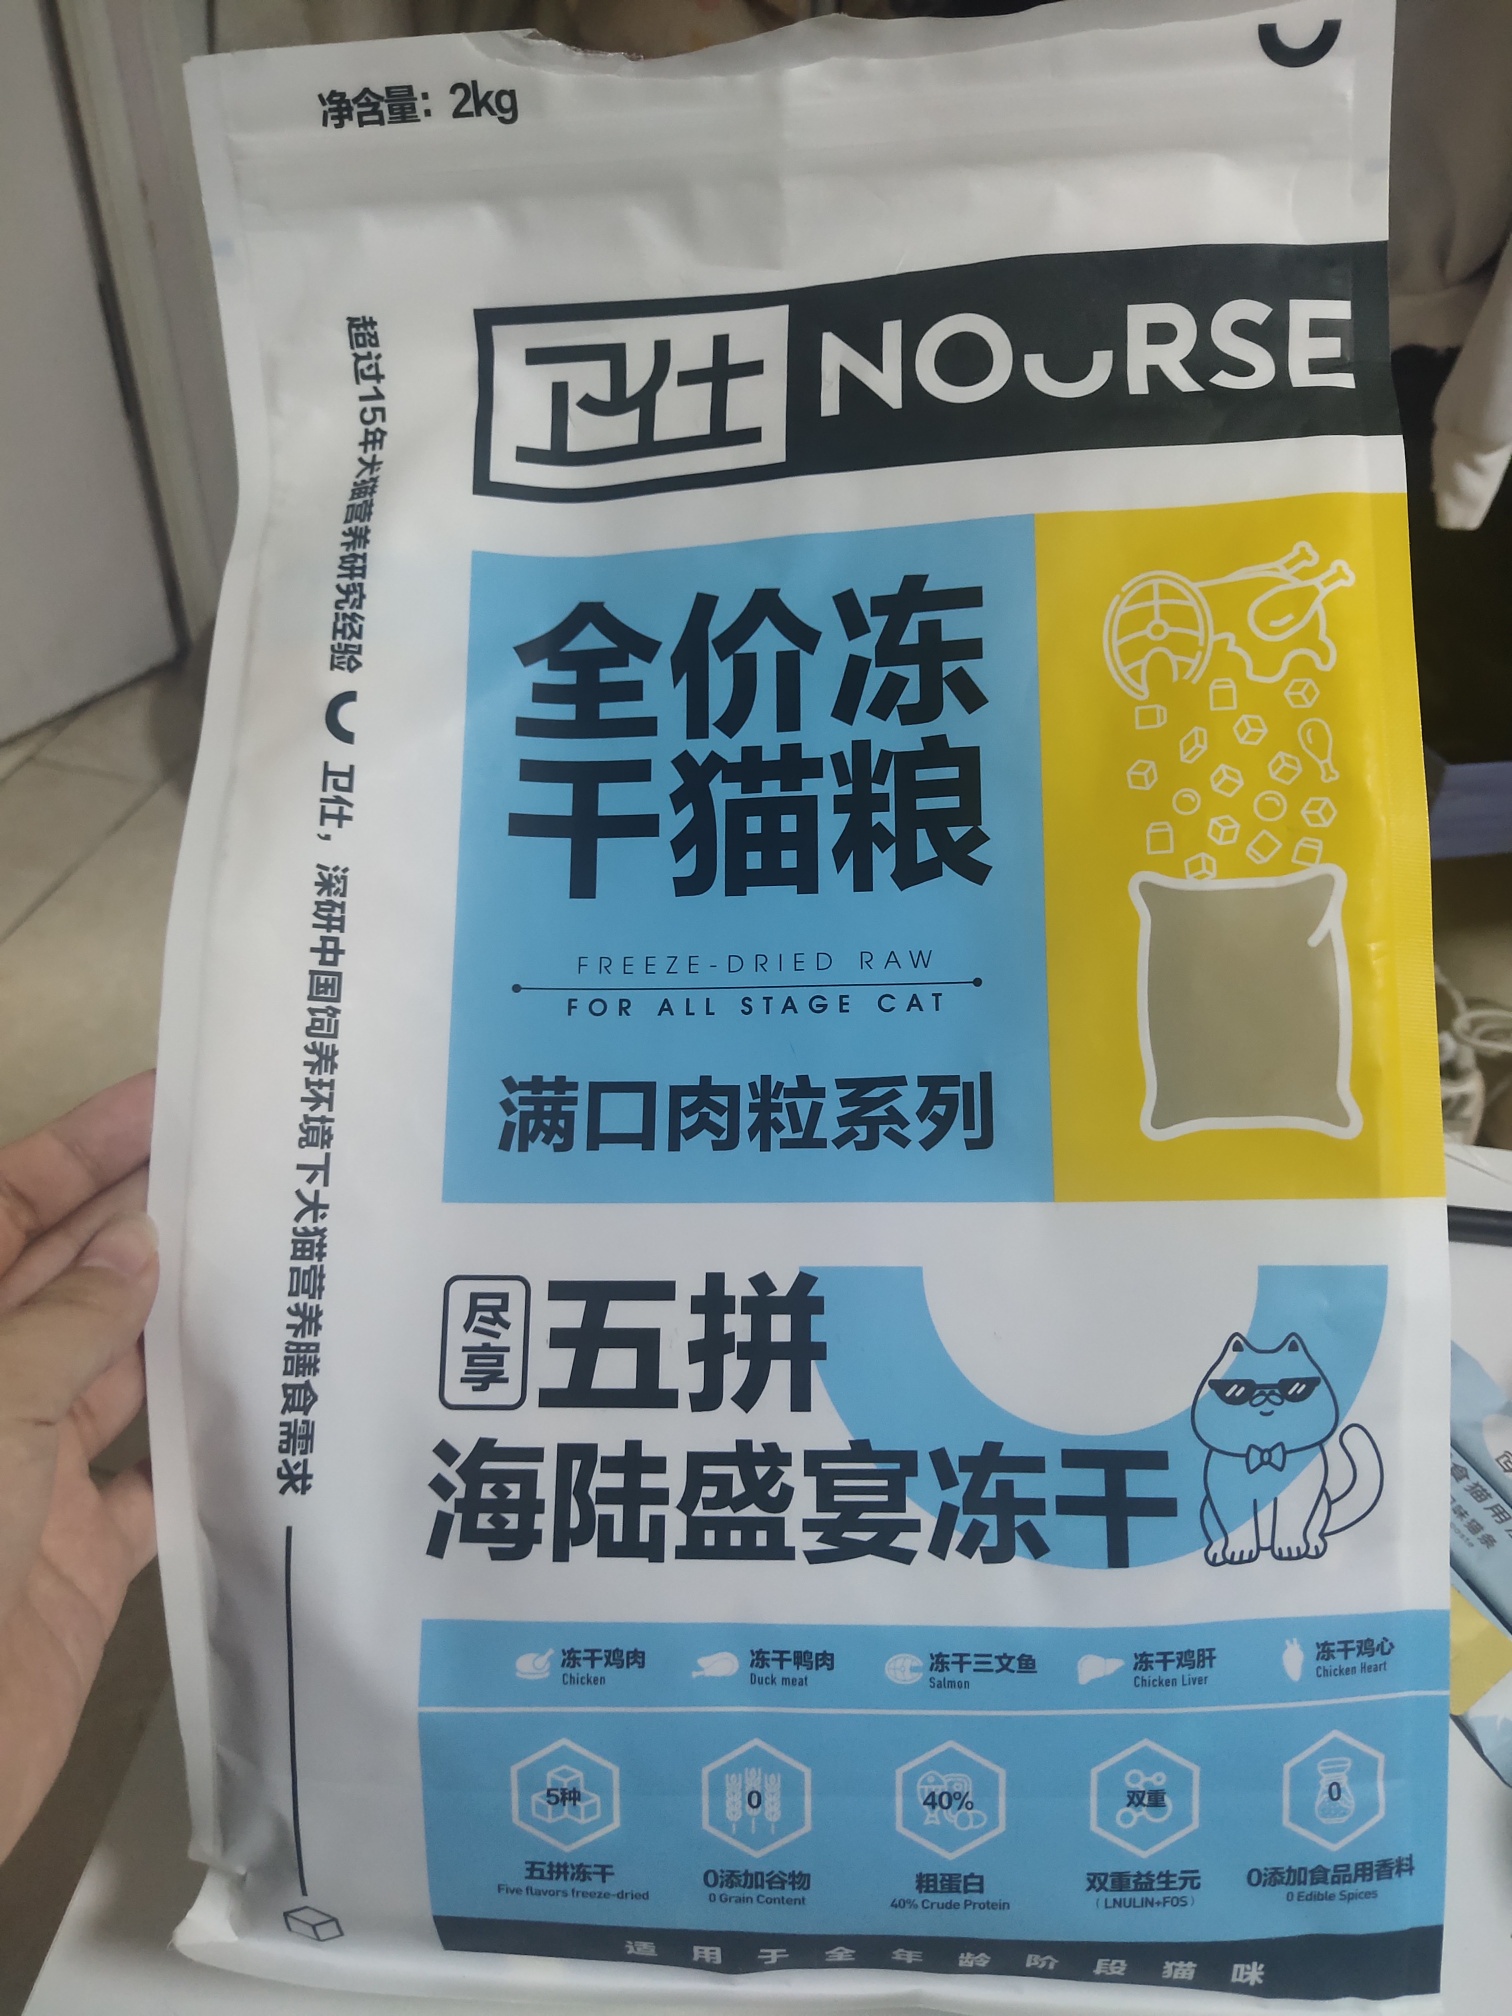 净含量：2kg
超过15年犬猫营养研究经验
卫仕，深研中国饲养环境下犬猫营养膳食需求
卫仕 NOURSE
全价冻
干猫粮
FREEZE-DRIED RAW
FOR ALL STAGE CAT
满口肉粒系列
尽享
五拼
海陆盛宴冻干
冻干鸡肉
Chicken
冻干鸭肉
Duck meat
冻干三文鱼
Salmon
冻干鸡肝
Chicken Liver
冻干鸡心
Chicken Heart
5种
五拼冻干
Five flavors freeze-dried
0
0添加谷物
0 Grain Content
40%
粗蛋白
40% Crude Protein
双重
双重益生元
（LNULIN+FOS）
0
0添加食品用香料
0 Edible Spices
适用于全年龄阶段猫咪
食猫用